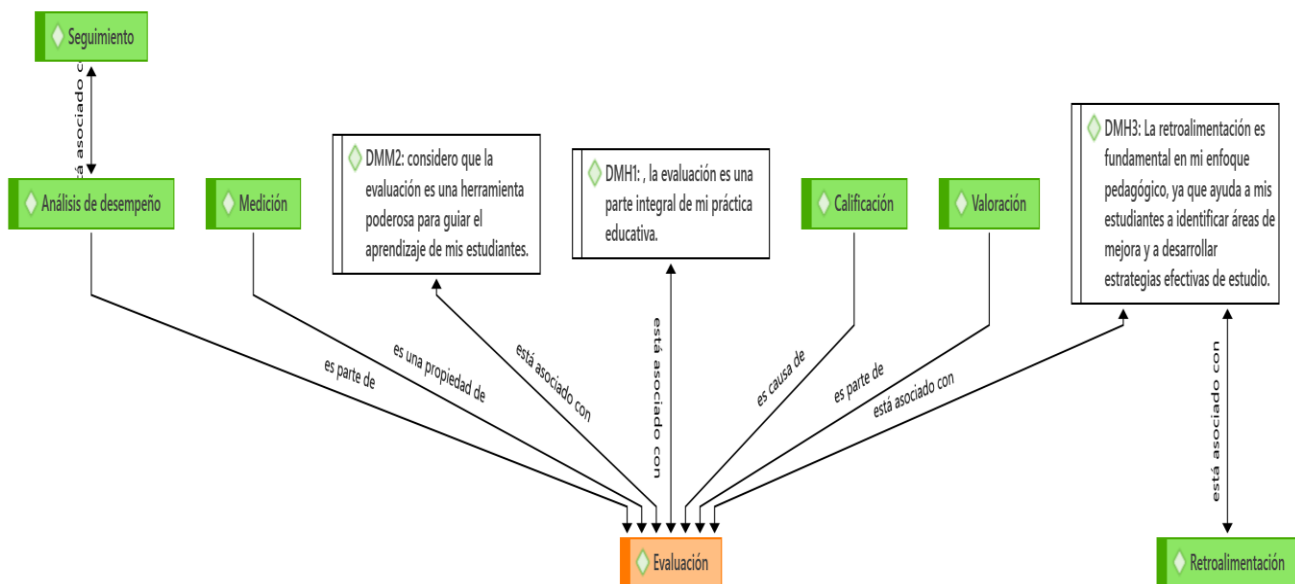 Seguimiento
está asociado con
Análisis de desempeño
Medición
DMM2: considero que la
evaluación es una herramienta
poderosa para guiar el
aprendizaje de mis estudiantes.
DMH1: , la evaluación es una
parte integral de mi práctica
educativa.
Calificación
Valoración
DMH3: La retroalimentación es
fundamental en mi enfoque
pedagógico, ya que ayuda a mis
estudiantes a identificar áreas de
mejora y a desarrollar
estrategias efectivas de estudio.
es parte de
es una propiedad de
está asociado con
está asociado con
es causa de
es parte de
está asociado con
está asociado con
Evaluación
Retroalimentación